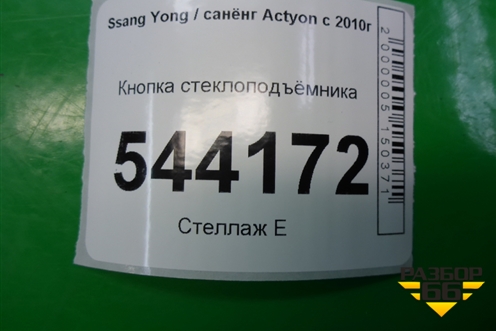 Ssang Yong / санёнг Actyon с 2010г
Кнопка стеклоподъёмника
544172
Стеллаж Е
2000005150371
РАЗБОР
66